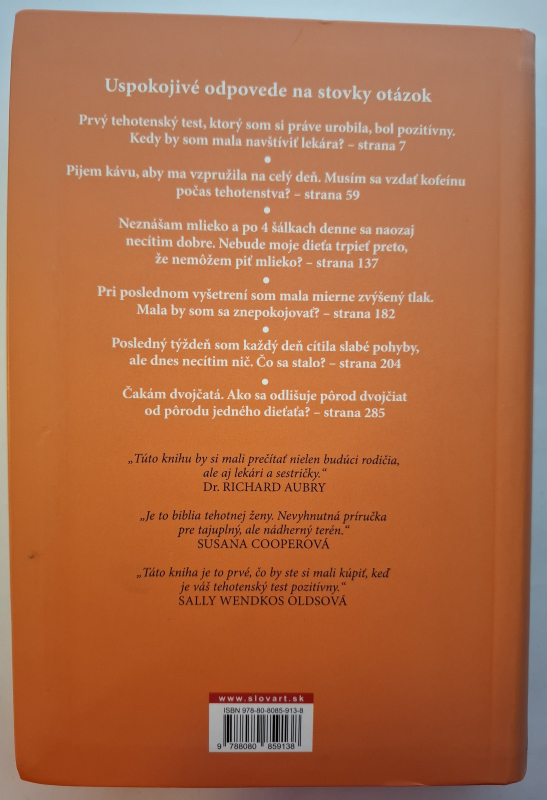 Uspokojivé odpovede na stovky otázok
Prvý tehotenský test, ktorý som si práve urobila, bol pozitívny.
Kedy by som mala navštíviť lekára? – strana 7
Pijem kávu, aby ma vzpružila na celý deň. Musím sa vzdať kofeínu
počas tehotenstva? – strana 59
Neznášam mlieko a po 4 šálkach denne sa naozaj
necítim dobre. Nebude moje dieťa trpieť preto,
že nemôžem piť mlieko? – strana 137
Pri poslednom vyšetrení som mala mierne zvýšený tlak.
Mala by som sa znepokojovať? – strana 182
Posledný týždeň som každý deň cítila slabé pohyby,
ale dnes necítim nič. Čo sa stalo? – strana 204
Čakám dvojčatá. Ako sa odlišuje pôrod dvojčiat
od pôrodu jedného dieťaťa? – strana 285
„Túto knihu by si mali prečítať nielen budúci rodičia,
ale aj lekári a sestričky.“
Dr. RICHARD AUBRY
„Je to biblia tehotnej ženy. Nevyhnutná príručka
pre tajuplný, ale nádherný terén.“
SUSANA COOPEROVÁ
„Túto kniha je to prvé, čo by ste si mali kúpiť, keď
je váš tehotenský test pozitívny.“
SALLY WENDKOS OLDSOVÁ
www.slovart.sk
ISBN 978-80-8085-913-8
9 788080 859138